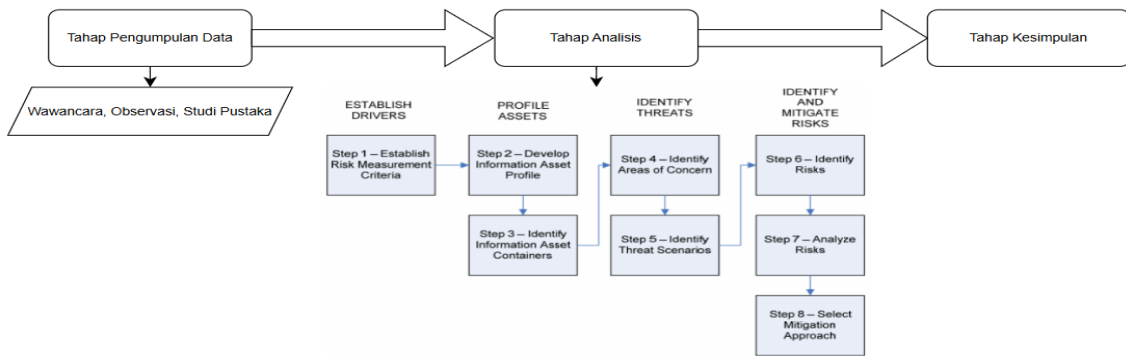 Tahap Pengumpulan Data
Tahap Analisis
Tahap Kesimpulan
Wawancara, Observasi, Studi Pustaka
ESTABLISH
DRIVERS
PROFILE
ASSETS
IDENTIFY
THREATS
IDENTIFY
AND
MITIGATE
RISKS
Step 1 – Establish
Risk Measurement
Criteria
Step 2 – Develop
Information Asset
Profile
Step 3 – Identify
Information Asset
Containers
Step 4 – Identify
Areas of Concern
Step 5 – Identify
Threat Scenarios
Step 6 – Identify
Risks
Step 7 – Analyze
Risks
Step 8 – Select
Mitigation
Approach